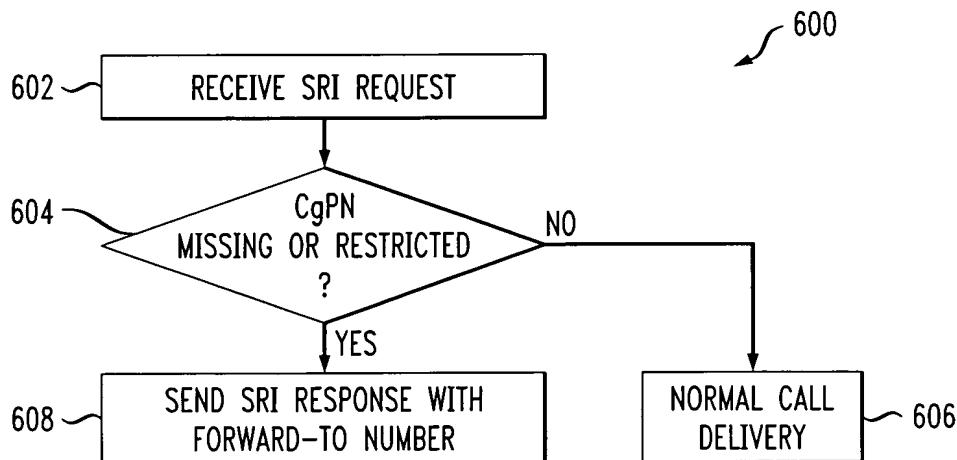 600
602
RECEIVE SRI REQUEST
604
CgPN
MISSING OR RESTRICTED
?
NO
YES
608
SEND SRI RESPONSE WITH
FORWARD-TO NUMBER
NORMAL CALL
DELIVERY
606